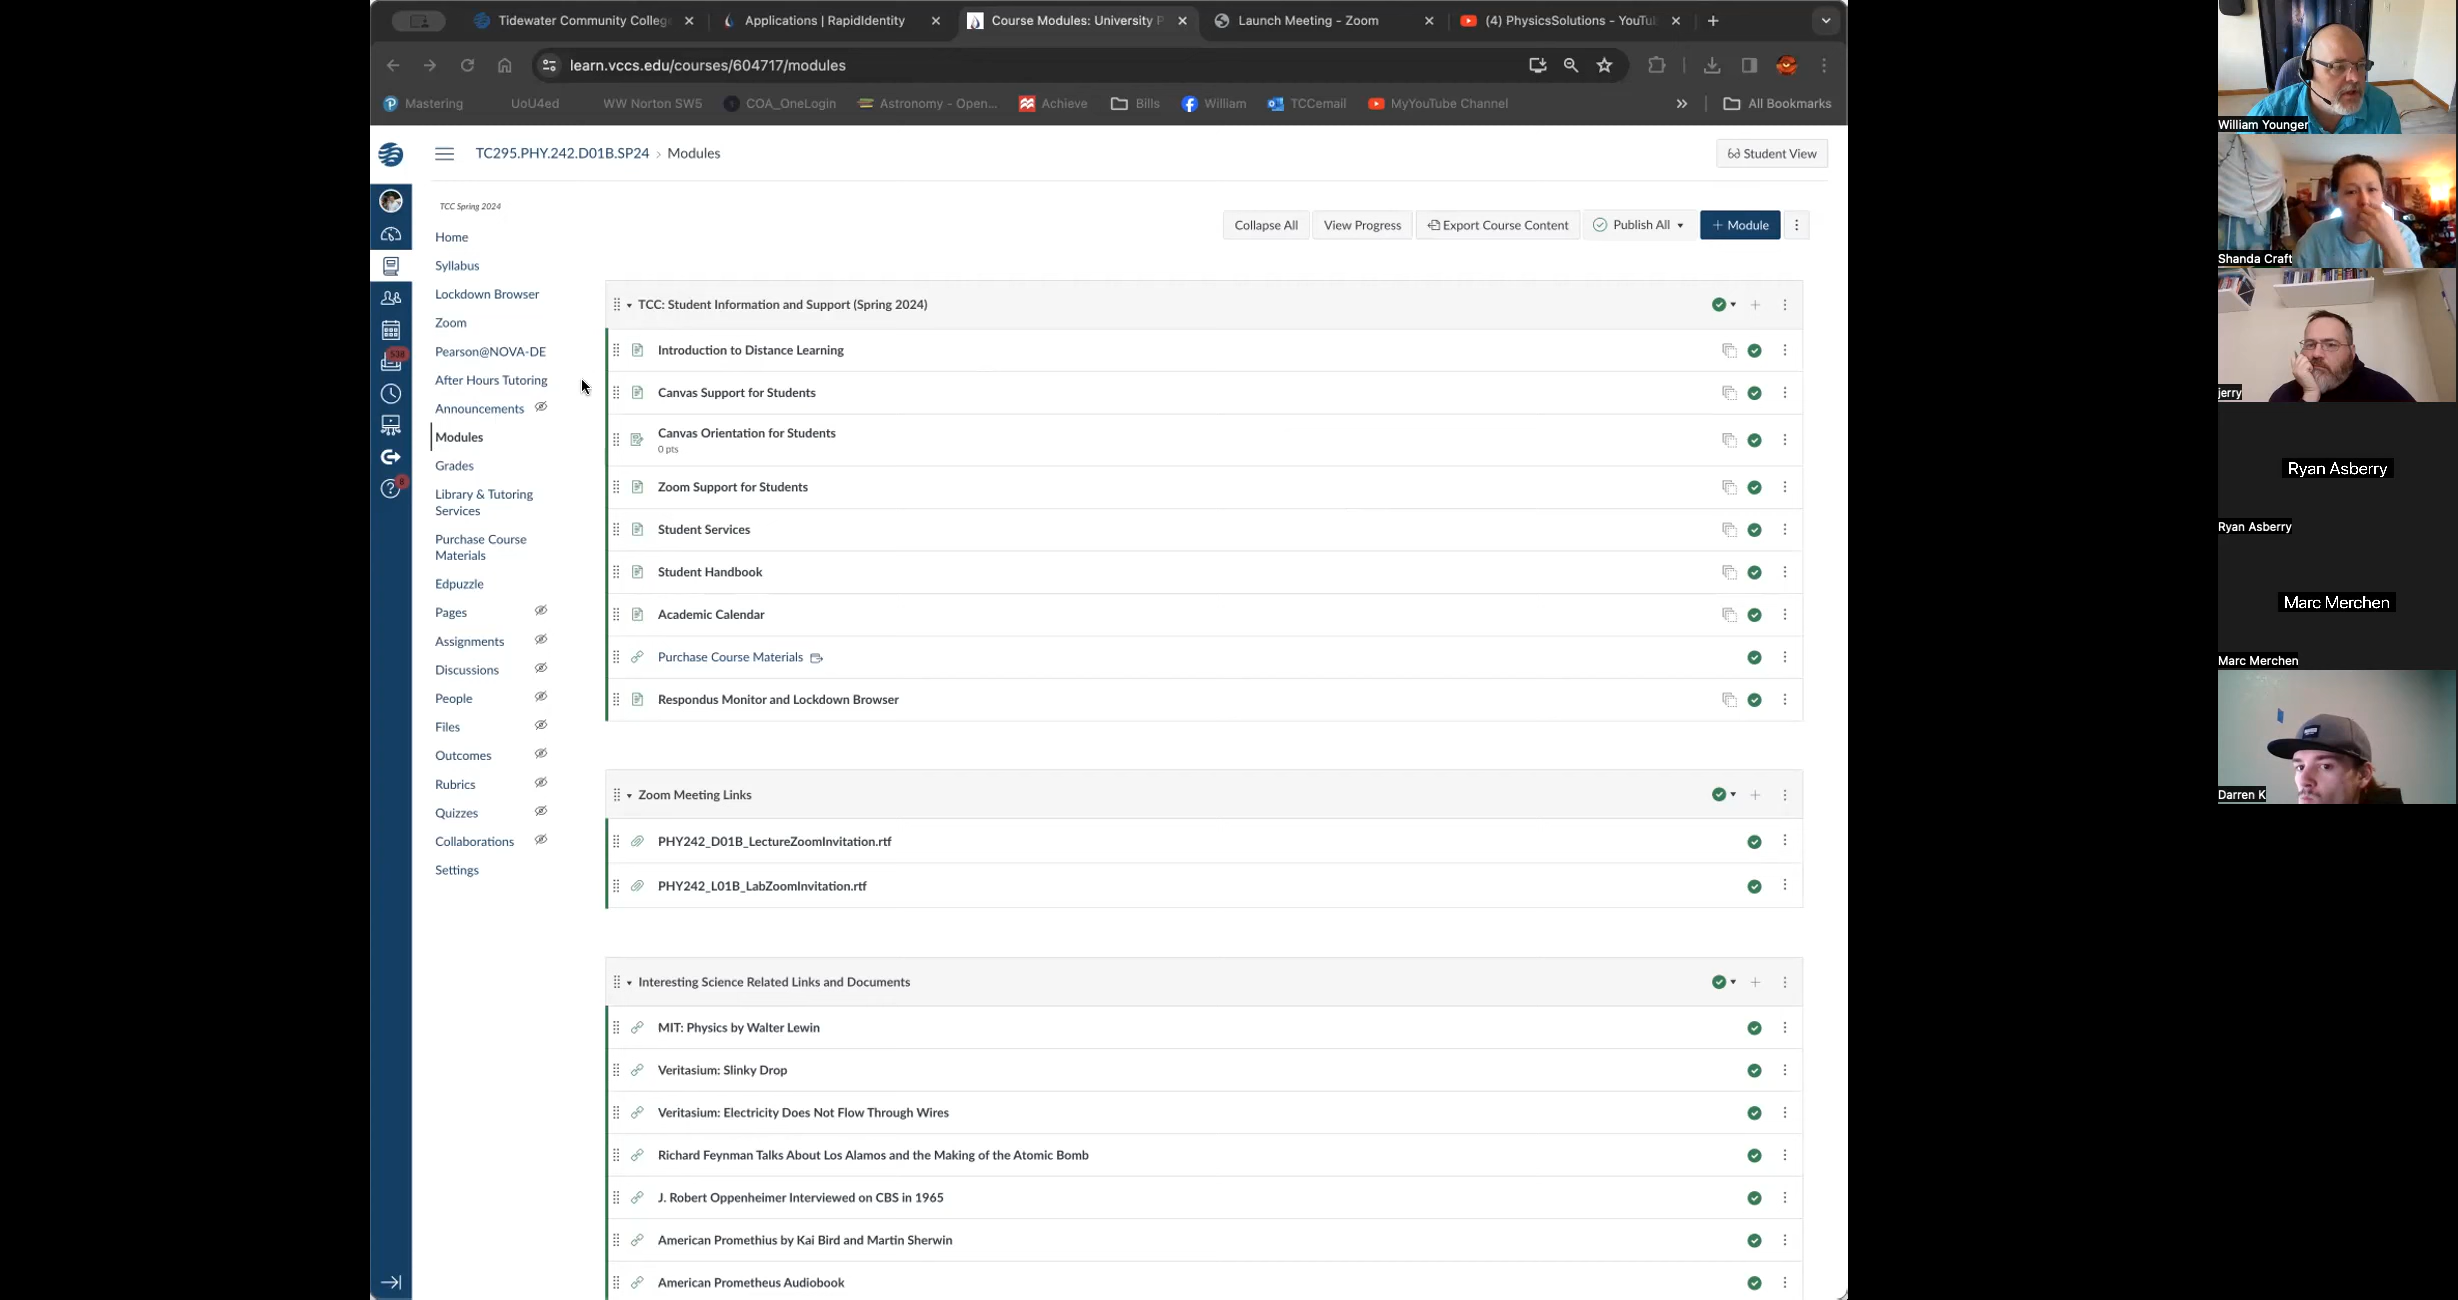 Tidewater Community Colleg
Applications | RapidIdentity
Course Modules: University P
Launch Meeting - Zoom
(4) PhysicsSolutions - YouTu
learn.vccs.edu/courses/604717/modules
Mastering
UoU4ed
WW Norton SW5
COA_OneLogin
Astronomy - Open...
Achieve
Bills
William
TCCemail
MyYouTube Channel
»
All Bookmarks
TC295.PHY.242.D01B.SP24 › Modules
Student View
TCC Spring 2024
Home
Syllabus
Lockdown Browser
Zoom
Pearson@NOVA-DE
After Hours Tutoring
Announcements
Modules
Grades
Library & Tutoring
Services
Purchase Course
Materials
Edpuzzle
Pages
Assignments
Discussions
People
Files
Outcomes
Rubrics
Quizzes
Collaborations
Settings
538
8
Collapse All
View Progress
Export Course Content
Publish All
+ Module
TCC: Student Information and Support (Spring 2024)
Introduction to Distance Learning
Canvas Support for Students
Canvas Orientation for Students
0 pts
Zoom Support for Students
Student Services
Student Handbook
Academic Calendar
Purchase Course Materials
Respondus Monitor and Lockdown Browser
Zoom Meeting Links
PHY242_D01B_LectureZoomInvitation.rtf
PHY242_L01B_LabZoomInvitation.rtf
Interesting Science Related Links and Documents
MIT: Physics by Walter Lewin
Veritasium: Slinky Drop
Veritasium: Electricity Does Not Flow Through Wires
Richard Feynman Talks About Los Alamos and the Making of the Atomic Bomb
J. Robert Oppenheimer Interviewed on CBS in 1965
American Promethius by Kai Bird and Martin Sherwin
American Prometheus Audiobook
William Younger
Shanda Craft
jerry
Ryan Asberry
Ryan Asberry
Marc Merchen
Marc Merchen
Darren K